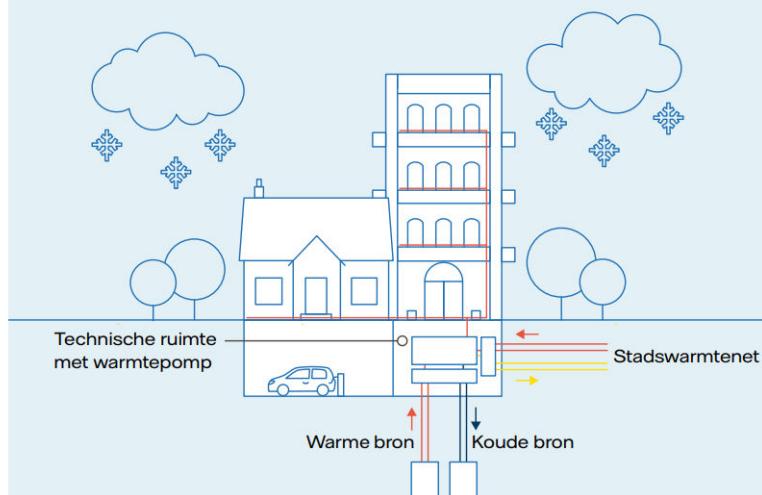 Technische ruimte
met warmtepomp
Stadswarmtenet
Warme bron
Koude bron